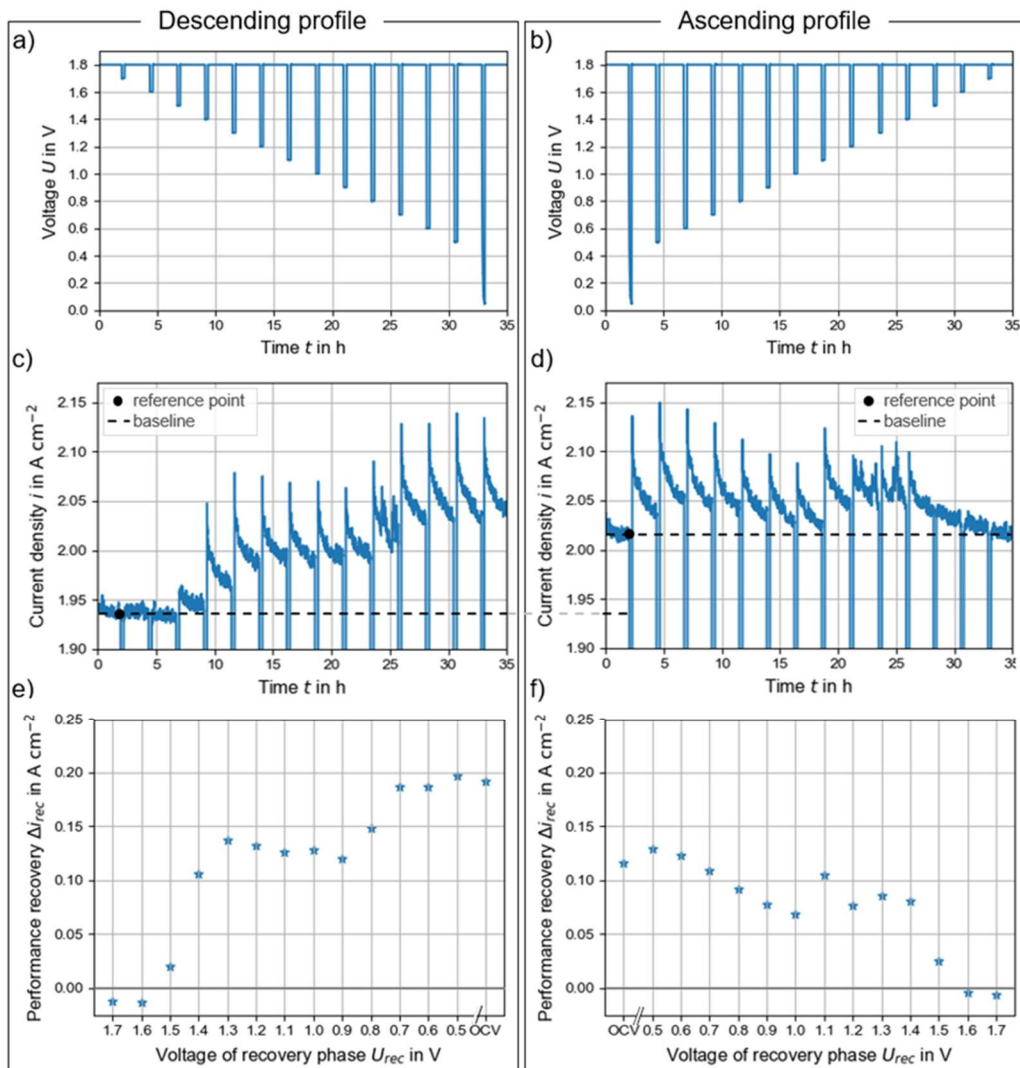 Descending profile
Ascending profile
a)
b)
Voltage U in V
1.8
1.6
1.4
1.2
1.0
0.8
0.6
0.4
0.2
0.0
0 5 10 15 20 25 30 35
Time t in h
Voltage U in V
1.8
1.6
1.4
1.2
1.0
0.8
0.6
0.4
0.2
0.0
0 5 10 15 20 25 30 35
Time t in h
c)
d)
Current density i in A cm−2
2.15
2.10
2.05
2.00
1.95
1.90
reference point
baseline
0 5 10 15 20 25 30 35
Time t in h
Current density i in A cm−2
2.15
2.10
2.05
2.00
1.95
1.90
reference point
baseline
0 5 10 15 20 25 30 35
Time t in h
e)
f)
Performance recovery Δirec in A cm−2
0.25
0.20
0.15
0.10
0.05
0.00
1.7 1.6 1.5 1.4 1.3 1.2 1.1 1.0 0.9 0.8 0.7 0.6 0.5 OCV
Voltage of recovery phase Urec in V
Performance recovery Δirec in A cm−2
0.25
0.20
0.15
0.10
0.05
0.00
OCV 0.5 0.6 0.7 0.8 0.9 1.0 1.1 1.2 1.3 1.4 1.5 1.6 1.7
Voltage of recovery phase Urec in V